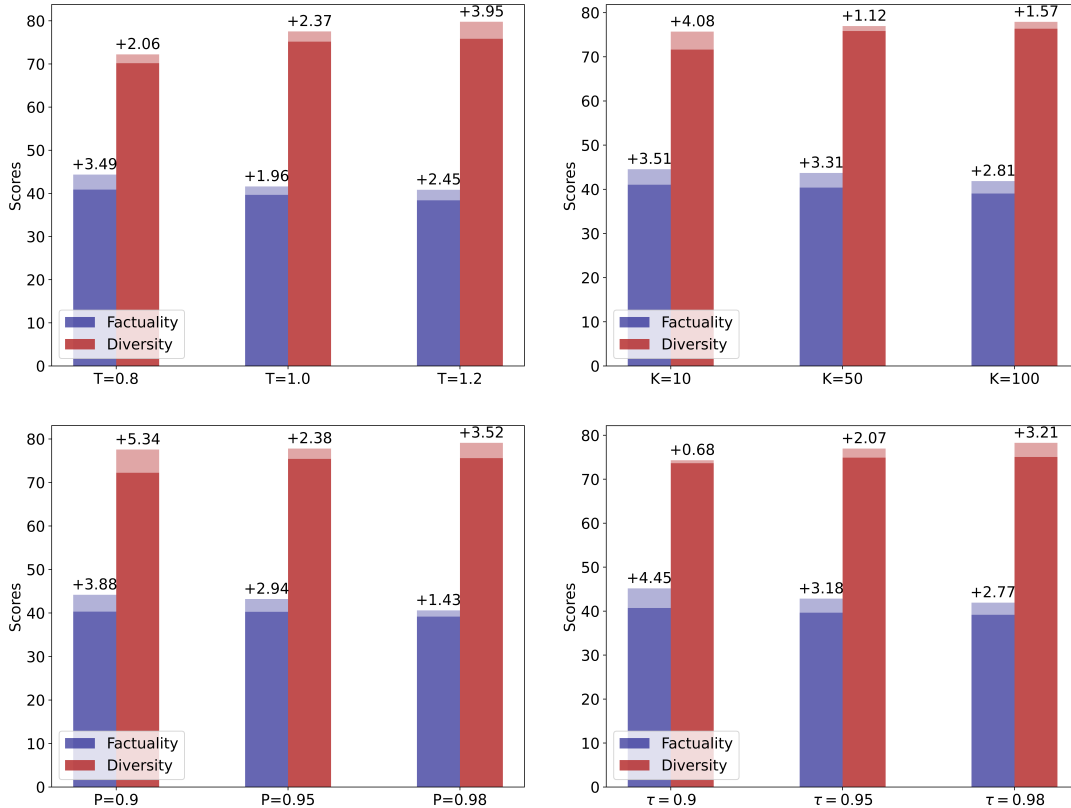 +2.06
+2.37
+3.95
+3.49
+1.96
+2.45
80
70
60
50
40
30
20
10
0
Scores
Factuality
Diversity
T=0.8
T=1.0
T=1.2
+4.08
+1.12
+1.57
+3.51
+3.31
+2.81
80
70
60
50
40
30
20
10
0
Scores
Factuality
Diversity
K=10
K=50
K=100
+5.34
+2.38
+3.52
+3.88
+2.94
+1.43
80
70
60
50
40
30
20
10
0
Scores
Factuality
Diversity
P=0.9
P=0.95
P=0.98
+0.68
+2.07
+3.21
+4.45
+3.18
+2.77
80
70
60
50
40
30
20
10
0
Scores
Factuality
Diversity
τ = 0.9
τ = 0.95
τ = 0.98